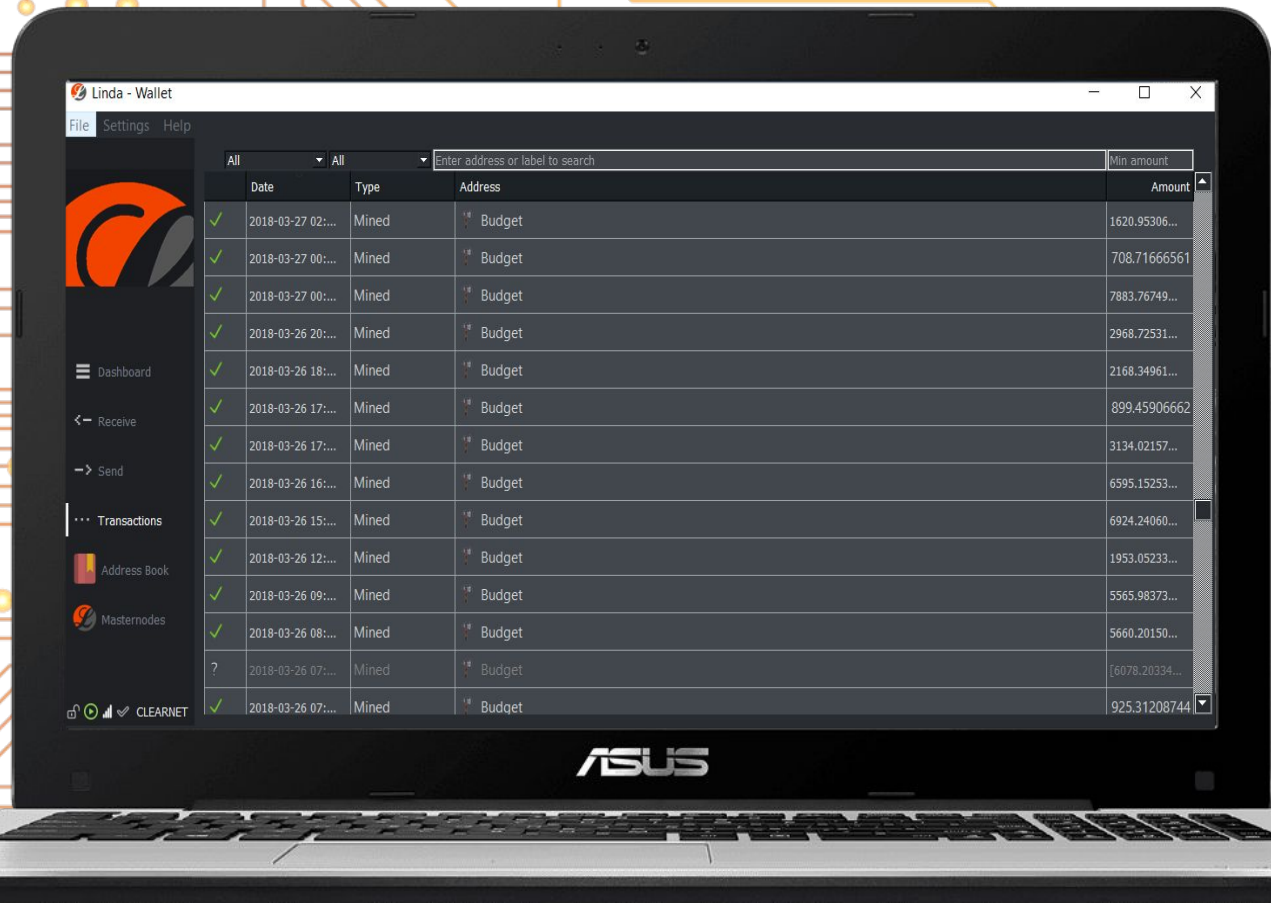 Linda - Wallet
File Settings Help
All All Enter address or label to search Min amount
Date Type Address Amount
2018-03-27 02:... Mined Budget 1620.95306...
2018-03-27 00:... Mined Budget 708.71666561
2018-03-27 00:... Mined Budget 7883.76749...
2018-03-26 20:... Mined Budget 2968.72531...
2018-03-26 18:... Mined Budget 2168.34961...
2018-03-26 17:... Mined Budget 899.45906662
2018-03-26 17:... Mined Budget 3134.02157...
2018-03-26 16:... Mined Budget 6595.15253...
2018-03-26 15:... Mined Budget 6924.24060...
2018-03-26 12:... Mined Budget 1953.05233...
2018-03-26 09:... Mined Budget 5565.98373...
2018-03-26 08:... Mined Budget 5660.20150...
? 2018-03-26 07:... Mined Budget [6078.20334...
2018-03-26 07:... Mined Budget 925.31208744
Dashboard
Receive
Send
Transactions
Address Book
Masternodes
CLEARNET
ASUS